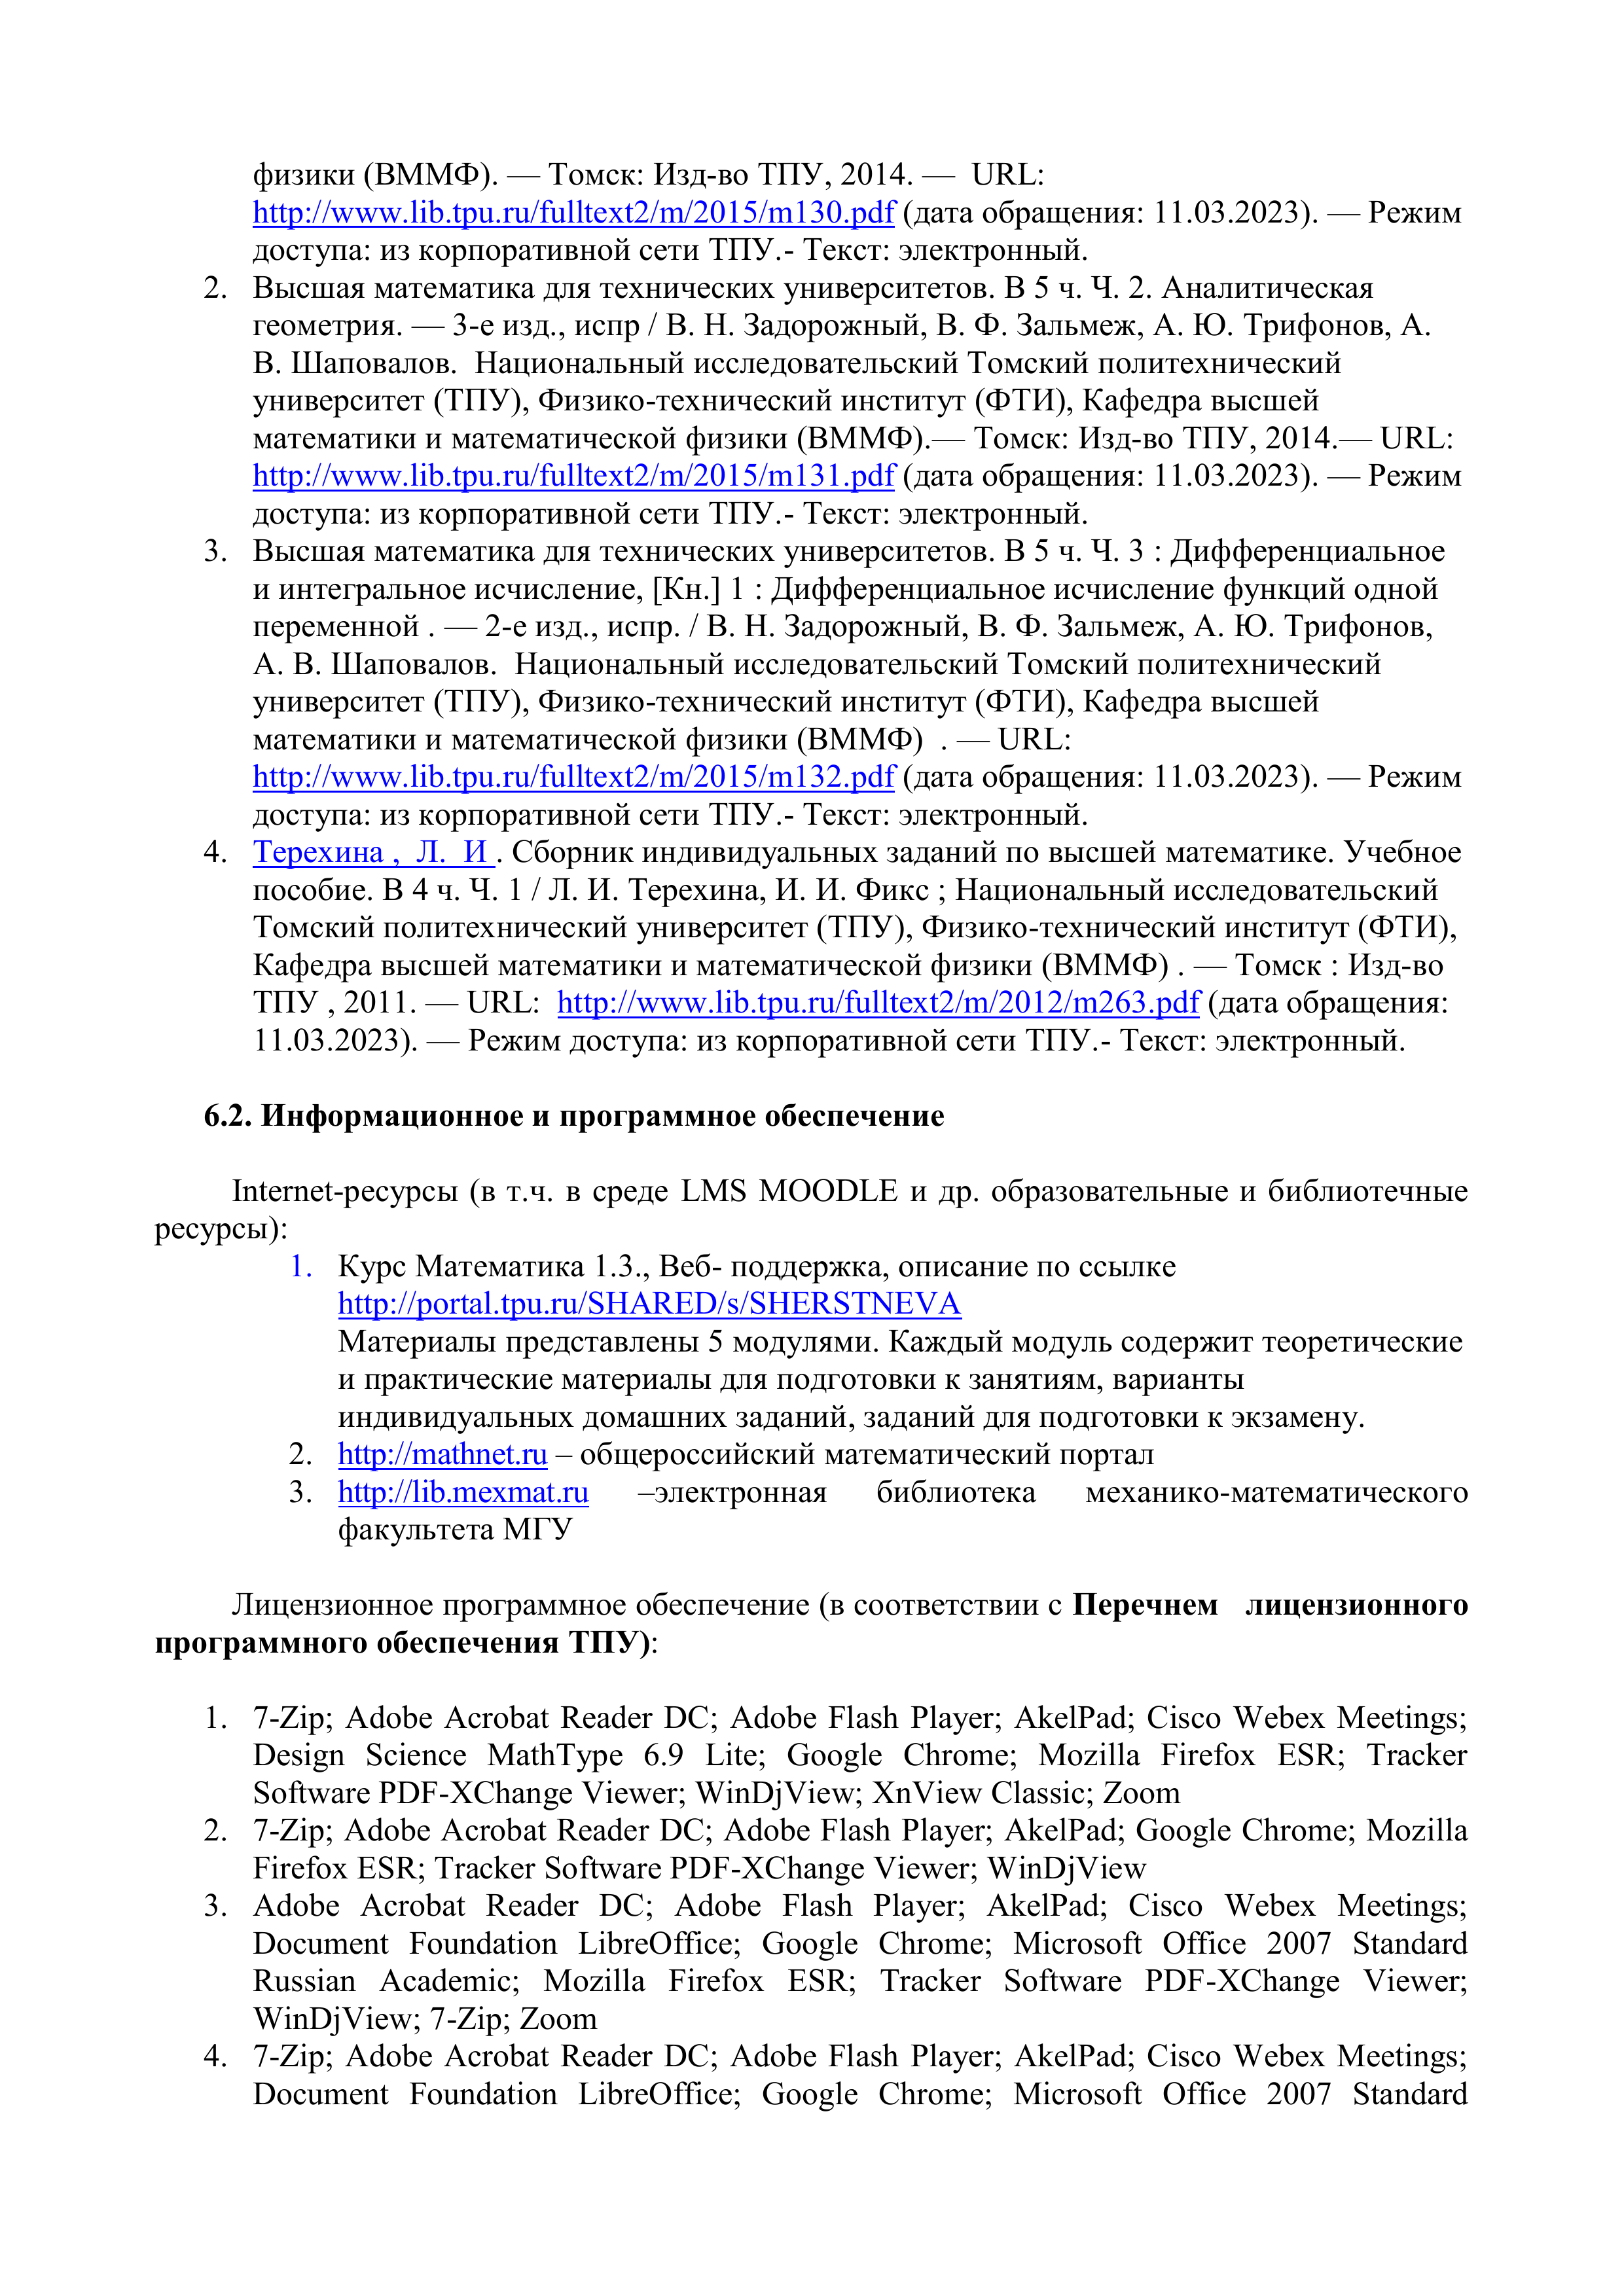 физики (ВММФ). — Томск: Изд-во ТПУ, 2014. — URL:
http://www.lib.tpu.ru/fulltext2/m/2015/m130.pdf (дата обращения: 11.03.2023). — Режим
доступа: из корпоративной сети ТПУ.- Текст: электронный.
2. Высшая математика для технических университетов. В 5 ч. Ч. 2. Аналитическая
геометрия. — 3-е изд., испр / В. Н. Задорожный, В. Ф. Зальмеж, А. Ю. Трифонов, А.
В. Шаповалов. Национальный исследовательский Томский политехнический
университет (ТПУ), Физико-технический институт (ФТИ), Кафедра высшей
математики и математической физики (ВММФ).— Томск: Изд-во ТПУ, 2014.— URL:
http://www.lib.tpu.ru/fulltext2/m/2015/m131.pdf (дата обращения: 11.03.2023). — Режим
доступа: из корпоративной сети ТПУ.- Текст: электронный.
3. Высшая математика для технических университетов. В 5 ч. Ч. 3 : Дифференциальное
и интегральное исчисление, [Кн.] 1 : Дифференциальное исчисление функций одной
переменной . — 2-е изд., испр. / В. Н. Задорожный, В. Ф. Зальмеж, А. Ю. Трифонов,
А. В. Шаповалов. Национальный исследовательский Томский политехнический
университет (ТПУ), Физико-технический институт (ФТИ), Кафедра высшей
математики и математической физики (ВММФ) . — URL:
http://www.lib.tpu.ru/fulltext2/m/2015/m132.pdf (дата обращения: 11.03.2023). — Режим
доступа: из корпоративной сети ТПУ.- Текст: электронный.
4. Терехина , Л. И . Сборник индивидуальных заданий по высшей математике. Учебное
пособие. В 4 ч. Ч. 1 / Л. И. Терехина, И. И. Фикс ; Национальный исследовательский
Томский политехнический университет (ТПУ), Физико-технический институт (ФТИ),
Кафедра высшей математики и математической физики (ВММФ) . — Томск : Изд-во
ТПУ , 2011. — URL: http://www.lib.tpu.ru/fulltext2/m/2012/m263.pdf (дата обращения:
11.03.2023). — Режим доступа: из корпоративной сети ТПУ.- Текст: электронный.
6.2. Информационное и программное обеспечение
Internet-ресурсы (в т.ч. в среде LMS MOODLE и др. образовательные и библиотечные
ресурсы):
1. Курс Математика 1.3., Веб- поддержка, описание по ссылке
http://portal.tpu.ru/SHARED/s/SHERSTNEVA
Материалы представлены 5 модулями. Каждый модуль содержит теоретические
и практические материалы для подготовки к занятиям, варианты
индивидуальных домашних заданий, заданий для подготовки к экзамену.
2. http://mathnet.ru – общероссийский математический портал
3. http://lib.mexmat.ru –электронная библиотека механико-математического
факультета МГУ
Лицензионное программное обеспечение (в соответствии с Перечнем лицензионного
программного обеспечения ТПУ):
1. 7-Zip; Adobe Acrobat Reader DC; Adobe Flash Player; AkelPad; Cisco Webex Meetings;
Design Science MathType 6.9 Lite; Google Chrome; Mozilla Firefox ESR; Tracker
Software PDF-XChange Viewer; WinDjView; XnView Classic; Zoom
2. 7-Zip; Adobe Acrobat Reader DC; Adobe Flash Player; AkelPad; Google Chrome; Mozilla
Firefox ESR; Tracker Software PDF-XChange Viewer; WinDjView
3. Adobe Acrobat Reader DC; Adobe Flash Player; AkelPad; Cisco Webex Meetings;
Document Foundation LibreOffice; Google Chrome; Microsoft Office 2007 Standard
Russian Academic; Mozilla Firefox ESR; Tracker Software PDF-XChange Viewer;
WinDjView; 7-Zip; Zoom
4. 7-Zip; Adobe Acrobat Reader DC; Adobe Flash Player; AkelPad; Cisco Webex Meetings;
Document Foundation LibreOffice; Google Chrome; Microsoft Office 2007 Standard